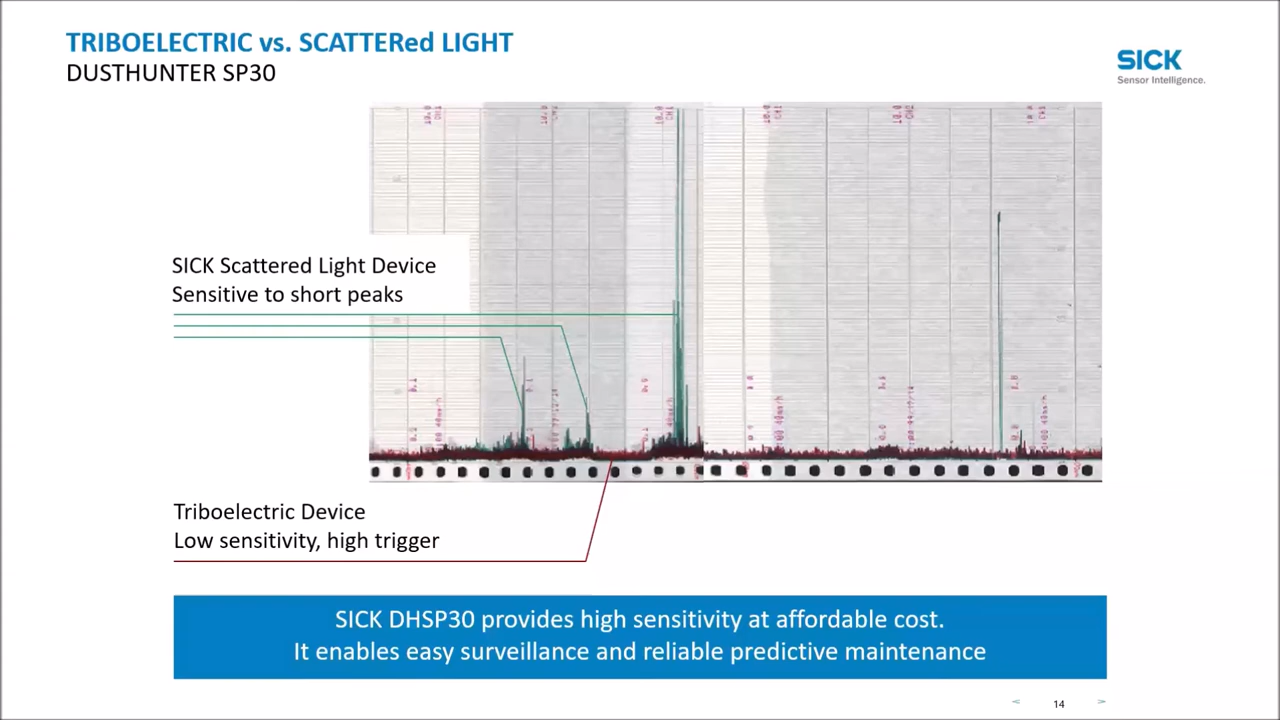 TRIBOELECTRIC vs. SCATTERed LIGHT
DUSTHUNTER SP30
SICK
Sensor Intelligence.
SICK Scattered Light Device
Sensitive to short peaks
Triboelectric Device
Low sensitivity, high trigger
SICK DHSP30 provides high sensitivity at affordable cost.
It enables easy surveillance and reliable predictive maintenance
< 14 >